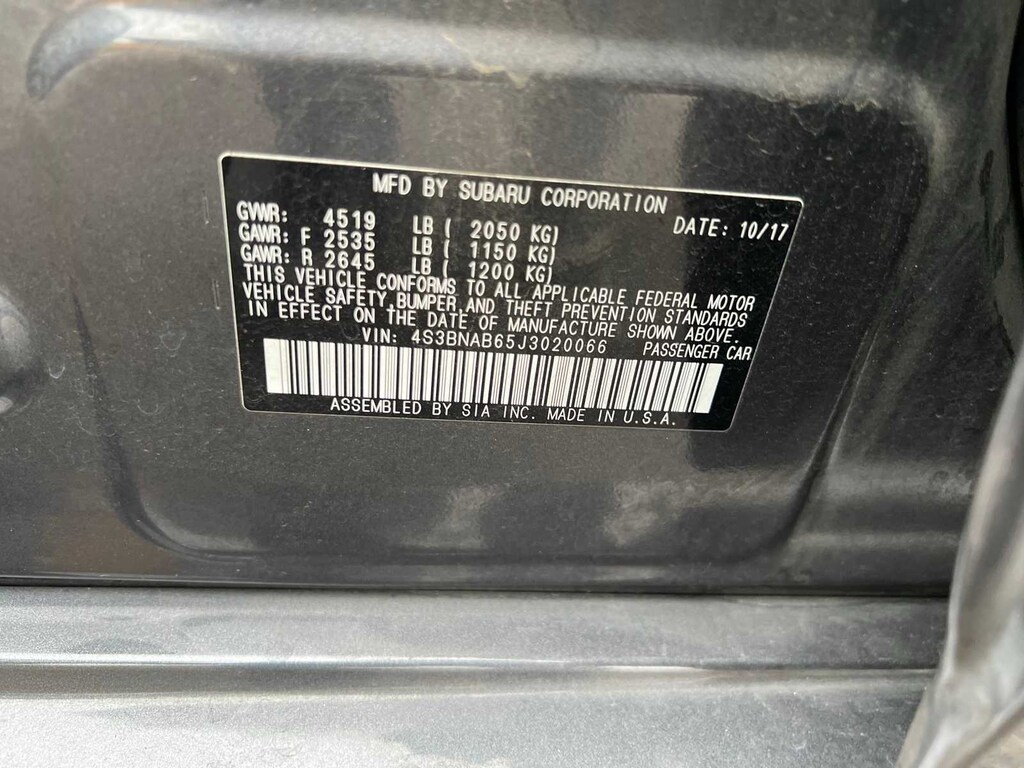 MFD BY SUBARU CORPORATION
GVWR: 4519 LB ( 2050 KG) DATE: 10/17
GAWR: F 2535 LB ( 1150 KG)
GAWR: R 2645 LB ( 1200 KG)
THIS VEHICLE CONFORMS TO ALL APPLICABLE FEDERAL MOTOR
VEHICLE SAFETY, BUMPER, AND THEFT PREVENTION STANDARDS
IN EFFECT ON THE DATE OF MANUFACTURE SHOWN ABOVE.
VIN: 4S3BNAB65J3020066 PASSENGER CAR
ASSEMBLED BY SIA INC. MADE IN U.S.A.